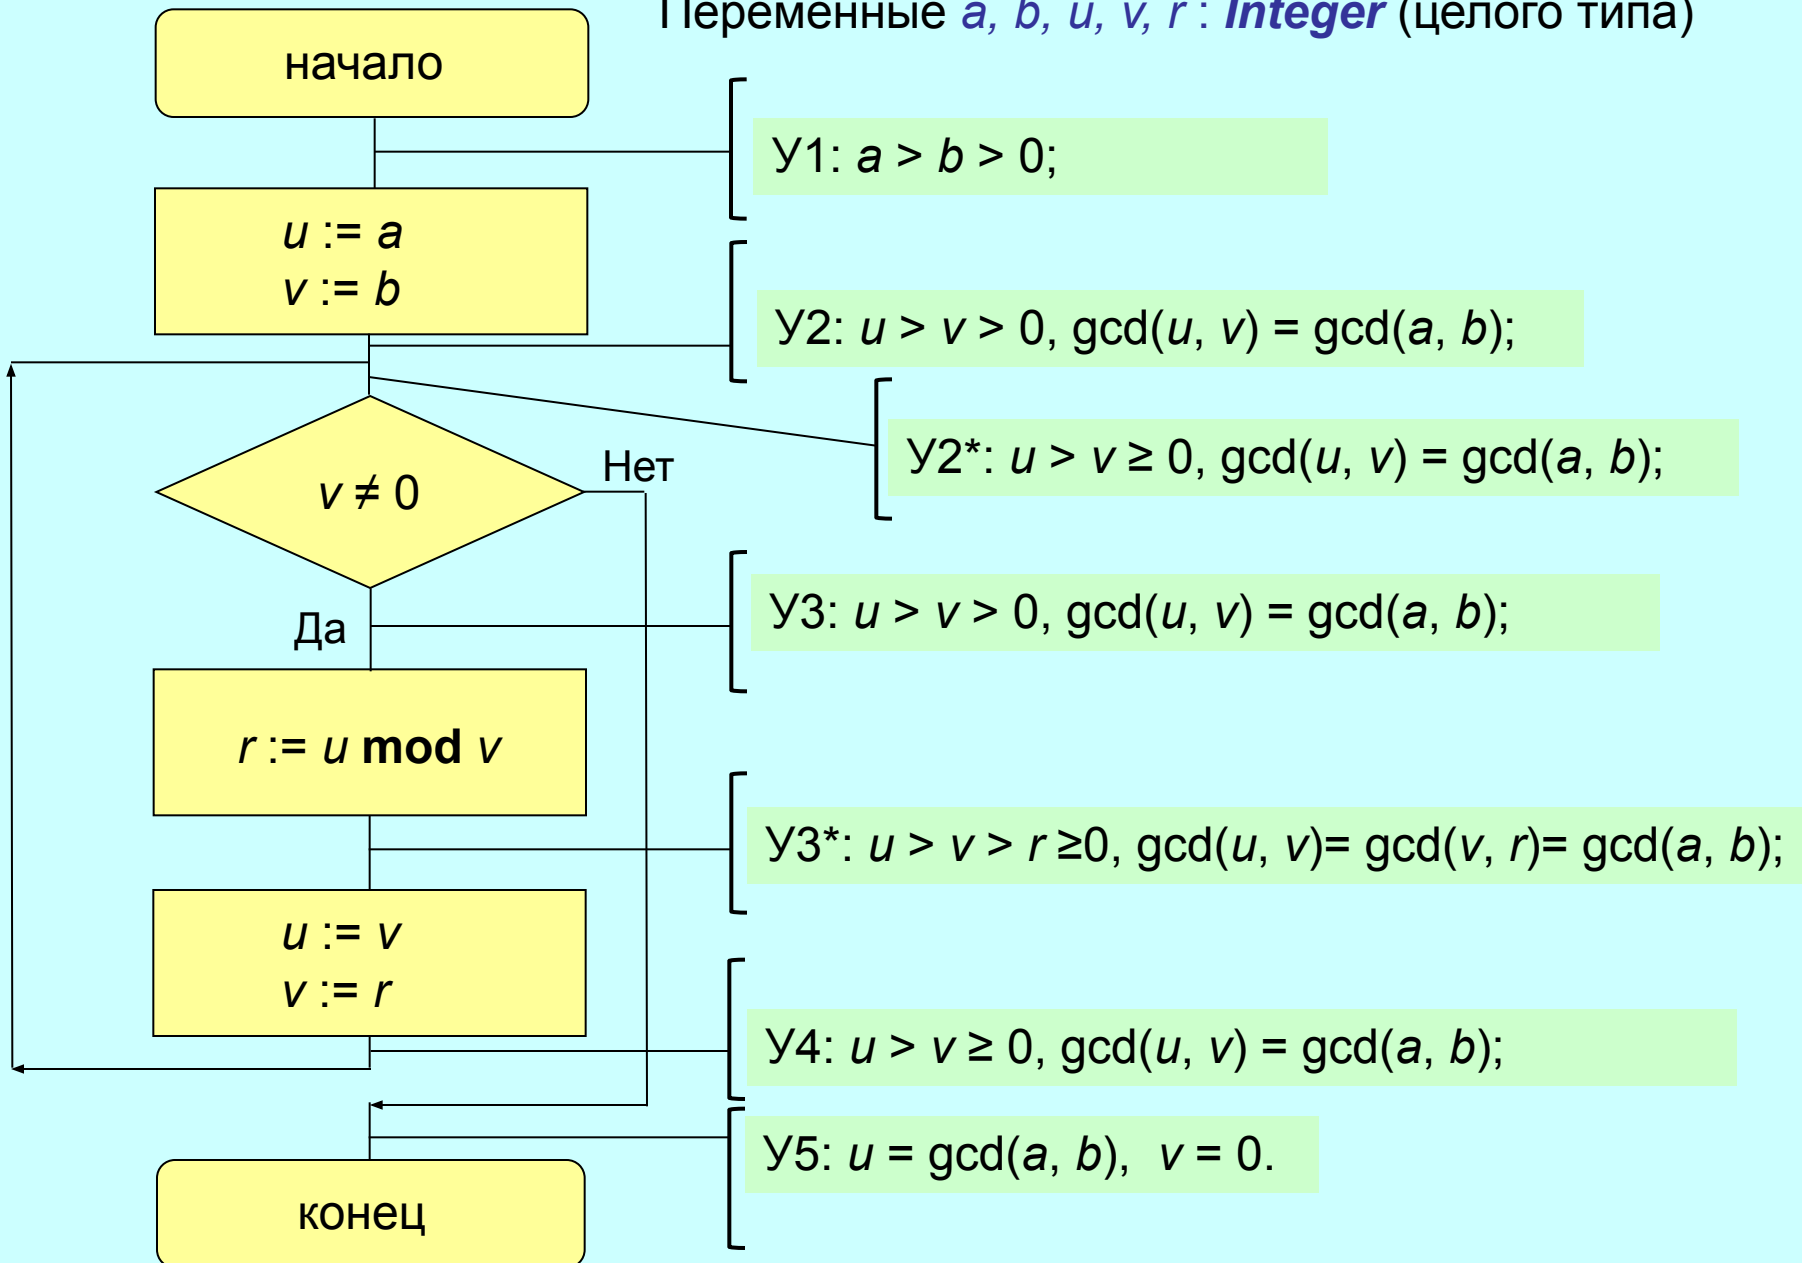 Переменные a, b, u, v, r : Integer (целого типа)
начало
У1: a > b > 0;
u := a
v := b
У2: u > v > 0, gcd(u, v) = gcd(a, b);
У2*: u > v ≥ 0, gcd(u, v) = gcd(a, b);
v ≠ 0
Нет
Да
У3: u > v > 0, gcd(u, v) = gcd(a, b);
r := u mod v
У3*: u > v > r ≥0, gcd(u, v)= gcd(v, r)= gcd(a, b);
u := v
v := r
У4: u > v ≥ 0, gcd(u, v) = gcd(a, b);
У5: u = gcd(a, b), v = 0.
конец